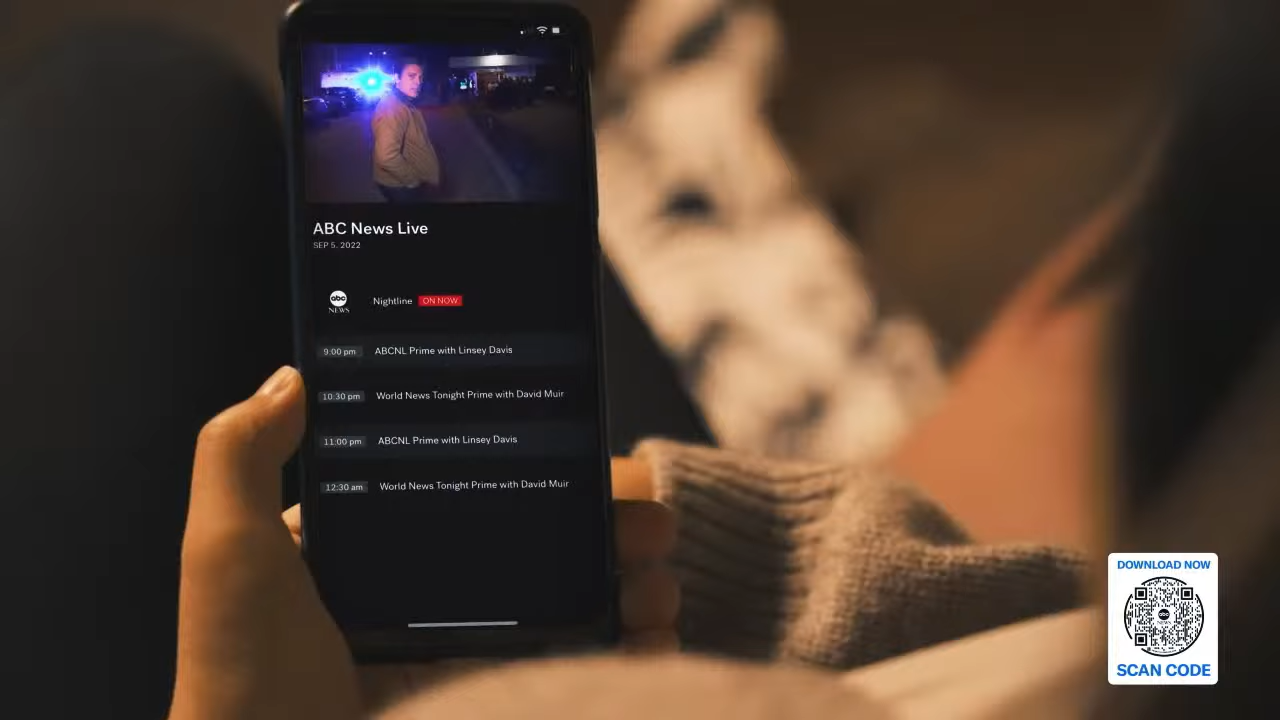 ABC News Live
SEP 5, 2022
abc
NEWS
Nightline ON NOW
9:00 pm ABCNL Prime with Linsey Davis
10:30 pm World News Tonight Prime with David Muir
11:00 pm ABCNL Prime with Linsey Davis
12:30 am World News Tonight Prime with David Muir
DOWNLOAD NOW
abc
NEWS
SCAN CODE